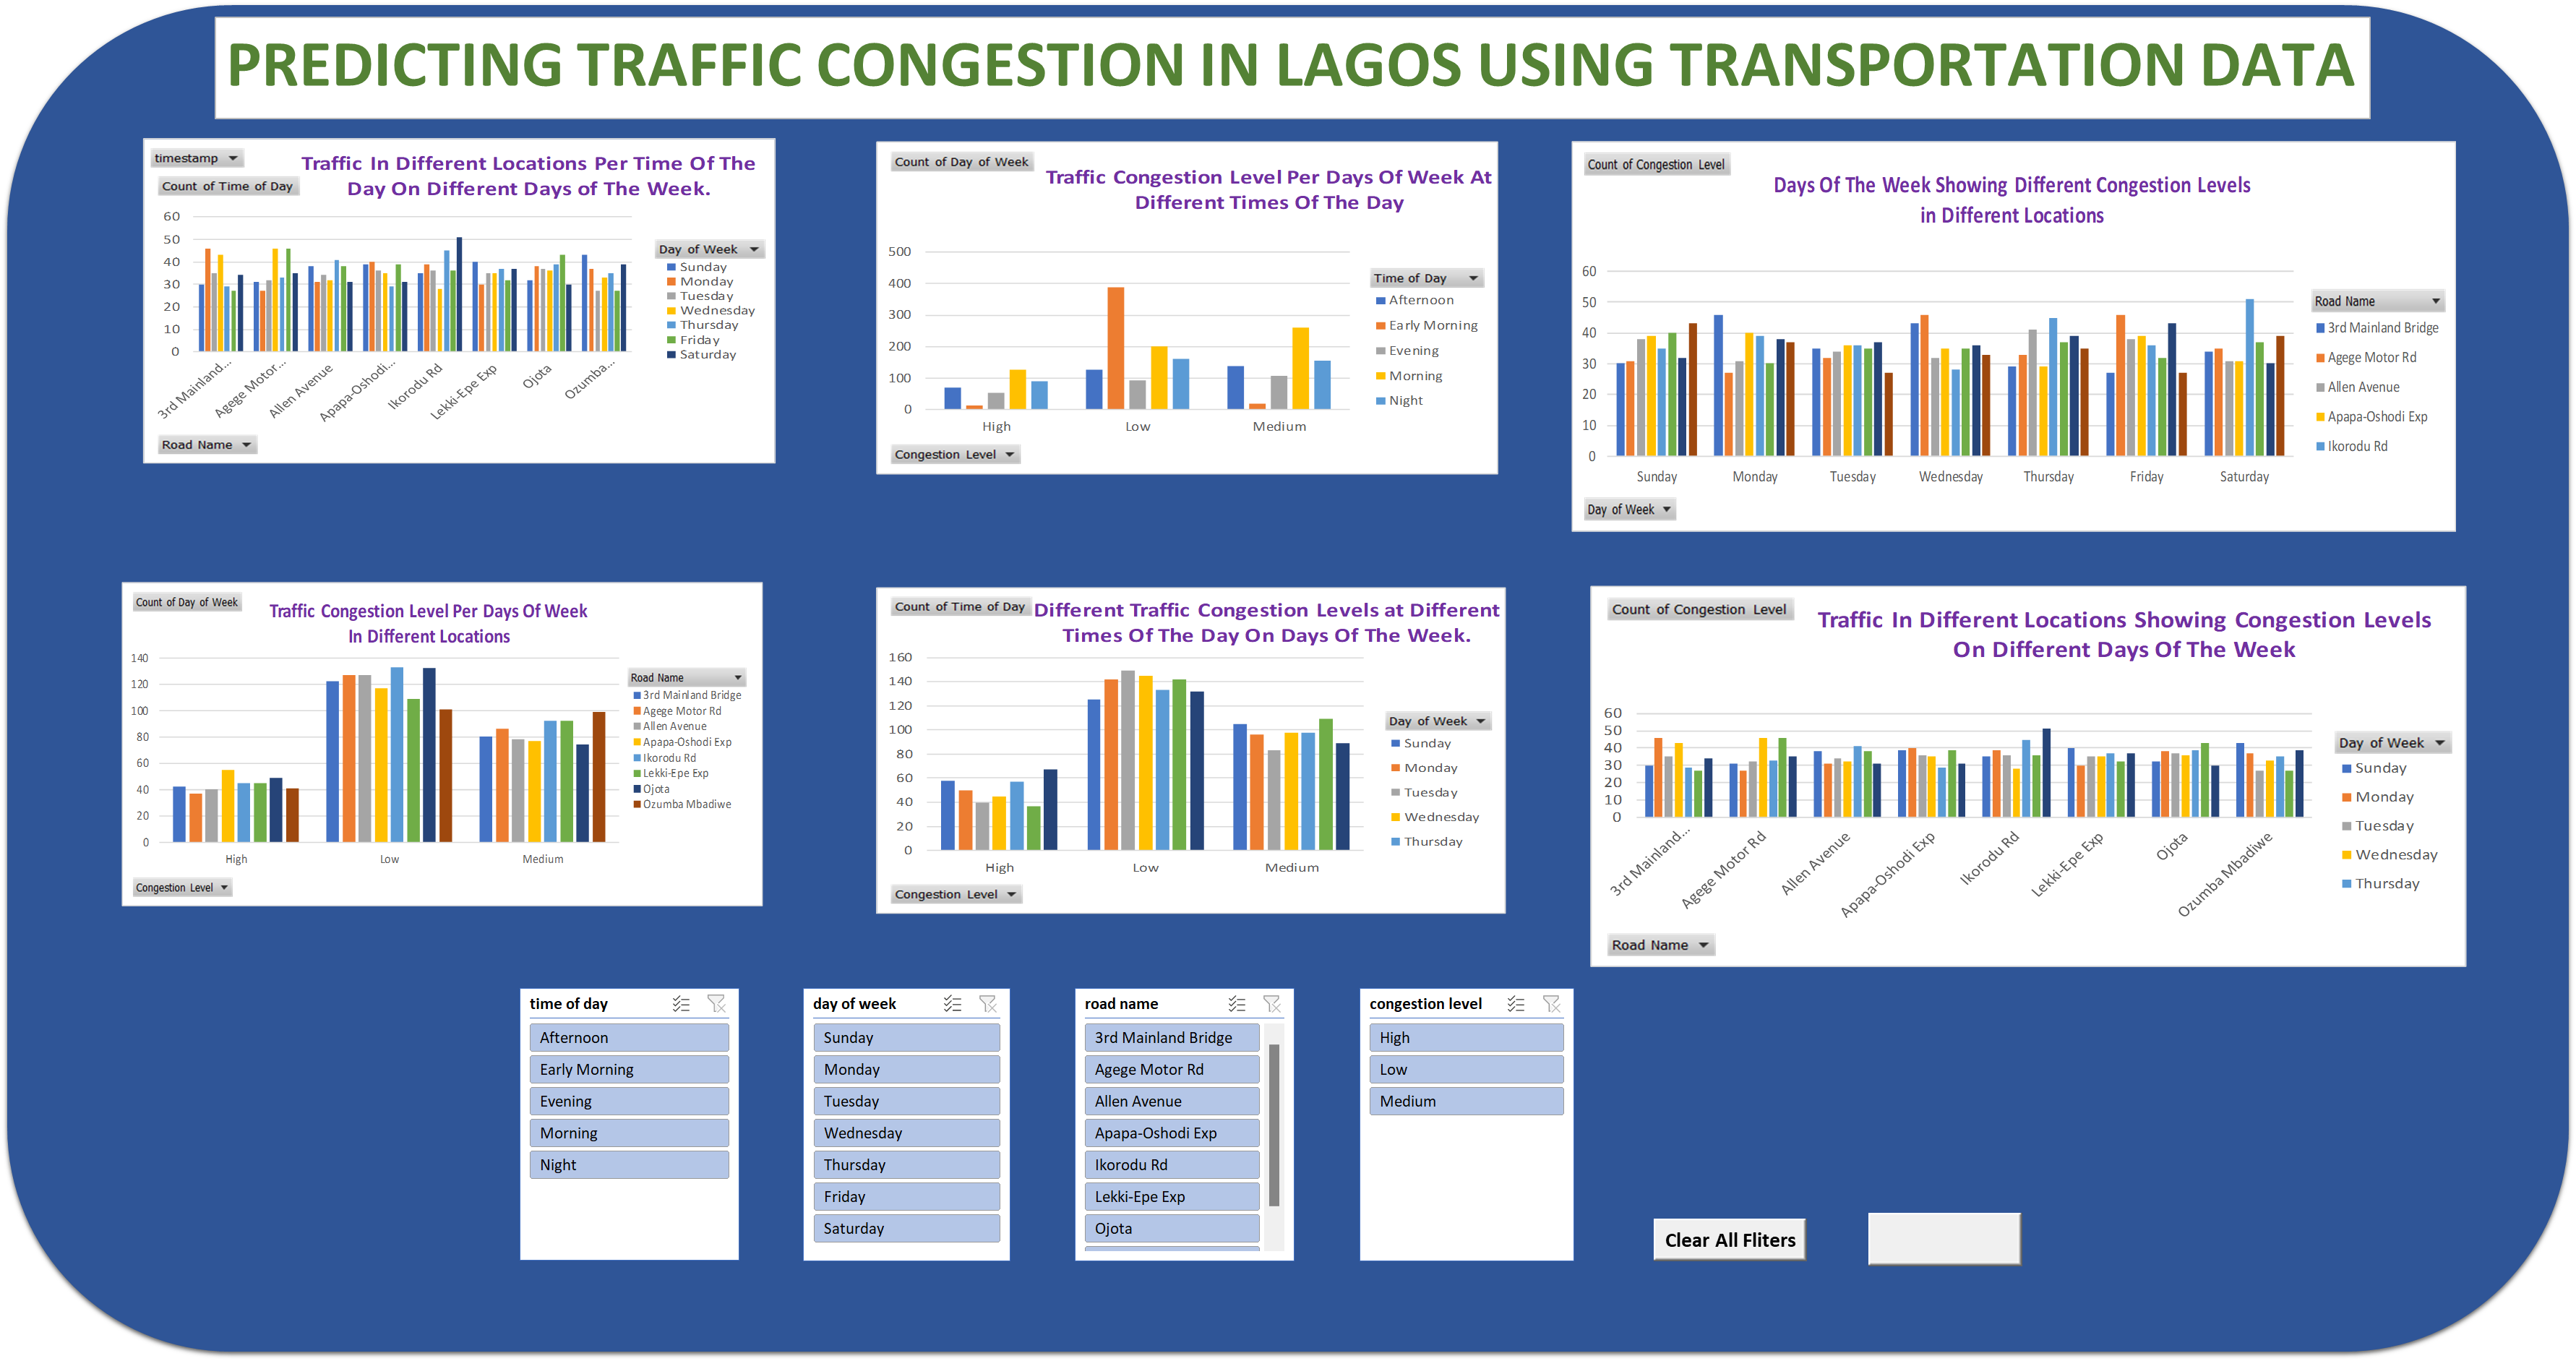 PREDICTING TRAFFIC CONGESTION IN LAGOS USING TRANSPORTATION DATA
timestamp
Count of Time of Day
Traffic In Different Locations Per Time Of The
Day On Different Days of The Week.
60
50
40
30
20
10
0
3rd Mainland...
Agege Motor...
Allen Avenue
Apapa-Oshodi...
Ikorodu Rd
Lekki-Epe Exp
Ojota
Ozumba...
Day of Week
Sunday
Monday
Tuesday
Wednesday
Thursday
Friday
Saturday
Road Name
Count of Day of Week
Traffic Congestion Level Per Days Of Week At
Different Times Of The Day
500
400
300
200
100
0
High
Low
Medium
Time of Day
Afternoon
Early Morning
Evening
Morning
Night
Congestion Level
Count of Congestion Level
Days Of The Week Showing Different Congestion Levels
in Different Locations
60
50
40
30
20
10
0
Sunday
Monday
Tuesday
Wednesday
Thursday
Friday
Saturday
Road Name
3rd Mainland Bridge
Agege Motor Rd
Allen Avenue
Apapa-Oshodi Exp
Ikorodu Rd
Day of Week
Count of Day of Week
Traffic Congestion Level Per Days Of Week
In Different Locations
140
120
100
80
60
40
20
0
High
Low
Medium
Road Name
3rd Mainland Bridge
Agege Motor Rd
Allen Avenue
Apapa-Oshodi Exp
Ikorodu Rd
Lekki-Epe Exp
Ojota
Ozumba Mbadiwe
Congestion Level
Count of Time of Day
Different Traffic Congestion Levels at Different
Times Of The Day On Days Of The Week.
160
140
120
100
80
60
40
20
0
High
Low
Medium
Day of Week
Sunday
Monday
Tuesday
Wednesday
Thursday
Congestion Level
Count of Congestion Level
Traffic In Different Locations Showing Congestion Levels
On Different Days Of The Week
60
50
40
30
20
10
0
3rd Mainland...
Agege Motor Rd
Allen Avenue
Apapa-Oshodi Exp
Ikorodu Rd
Lekki-Epe Exp
Ojota
Ozumba Mbadiwe
Day of Week
Sunday
Monday
Tuesday
Wednesday
Thursday
Road Name
time of day
Afternoon
Early Morning
Evening
Morning
Night
day of week
Sunday
Monday
Tuesday
Wednesday
Thursday
Friday
Saturday
road name
3rd Mainland Bridge
Agege Motor Rd
Allen Avenue
Apapa-Oshodi Exp
Ikorodu Rd
Lekki-Epe Exp
Ojota
congestion level
High
Low
Medium
Clear All Fliters